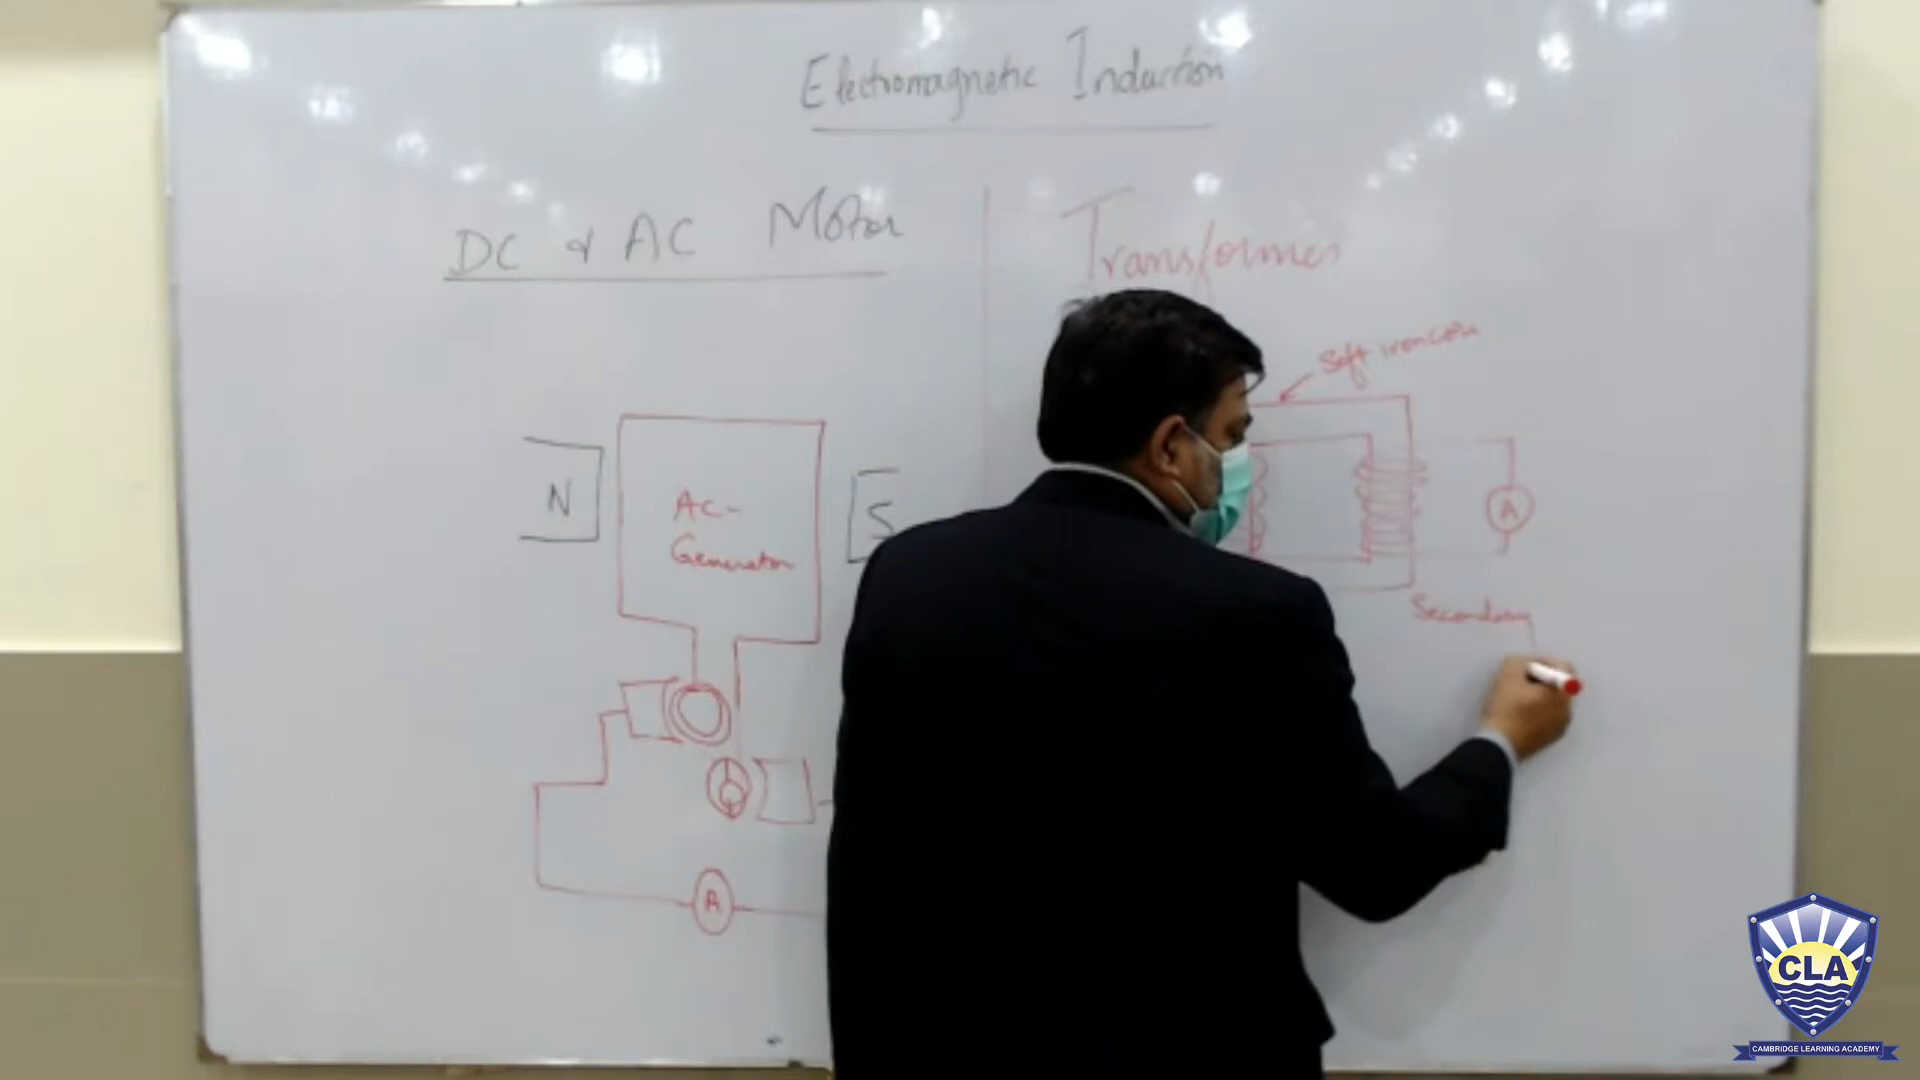 Electromagnetic Induction
DC & AC Motor
Transformer
Soft iron core
N
AC-
Generator
S
A
Secondary
A
CLA
CAMBRIDGE LEARNING ACADEMY